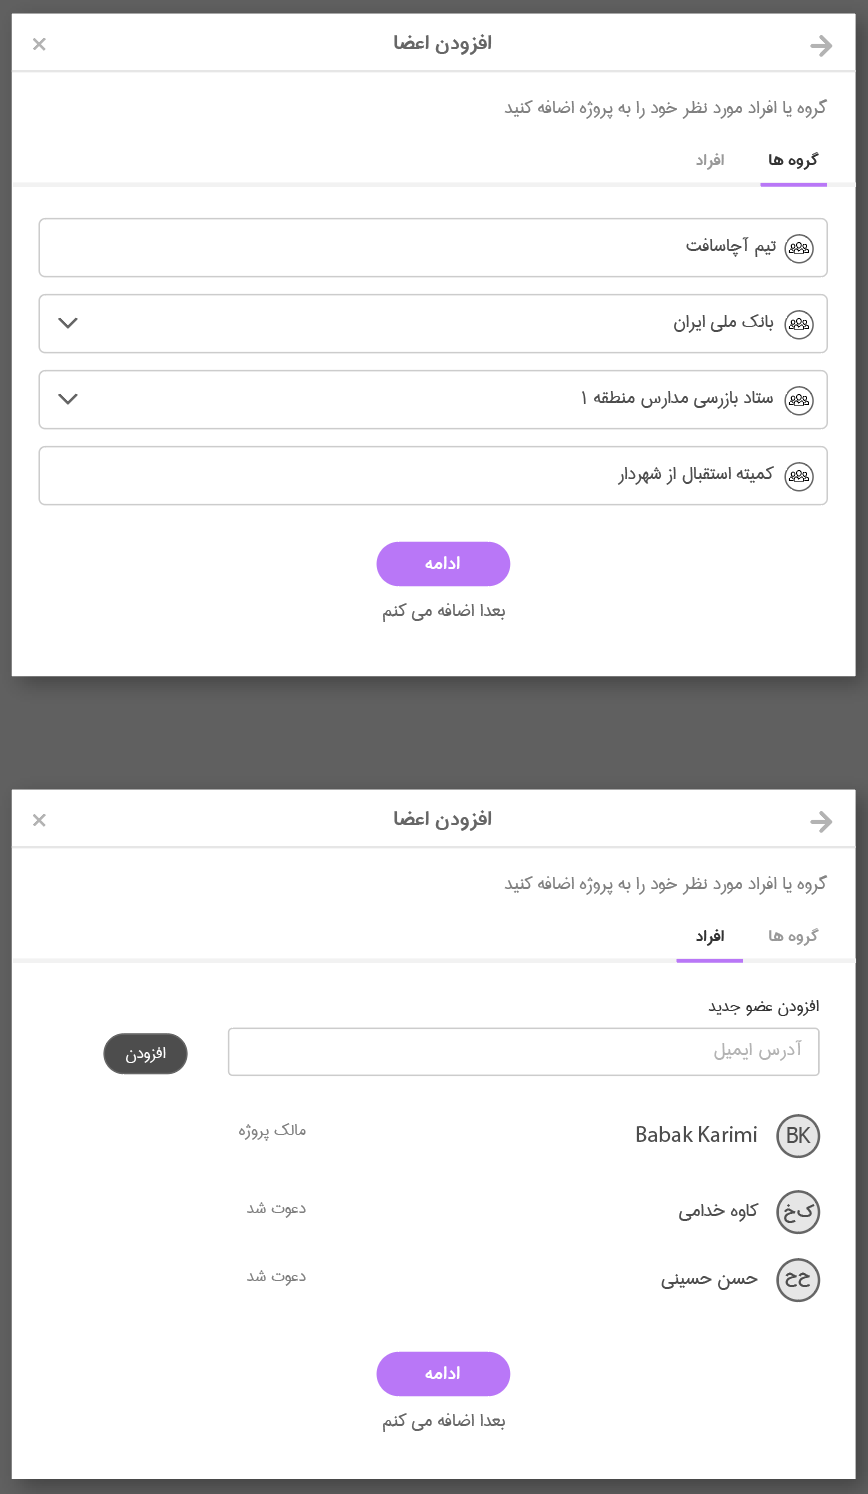 افزودن اعضا
گروه یا افراد مورد نظر خود را به پروژه اضافه کنید
گروه ها افراد
تیم آچاسافت
بانک ملی ایران
ستاد بازرسی مدارس منطقه ۱
کمیته استقبال از شهردار
ادامه
بعدا اضافه می کنم
افزودن اعضا
گروه یا افراد مورد نظر خود را به پروژه اضافه کنید
گروه ها افراد
افزودن عضو جدید
آدرس ایمیل افزودن
BK Babak Karimi مالک پروژه
ک‌خ کاوه خدامی دعوت شد
ح‌ح حسن حسینی دعوت شد
ادامه
بعدا اضافه می کنم